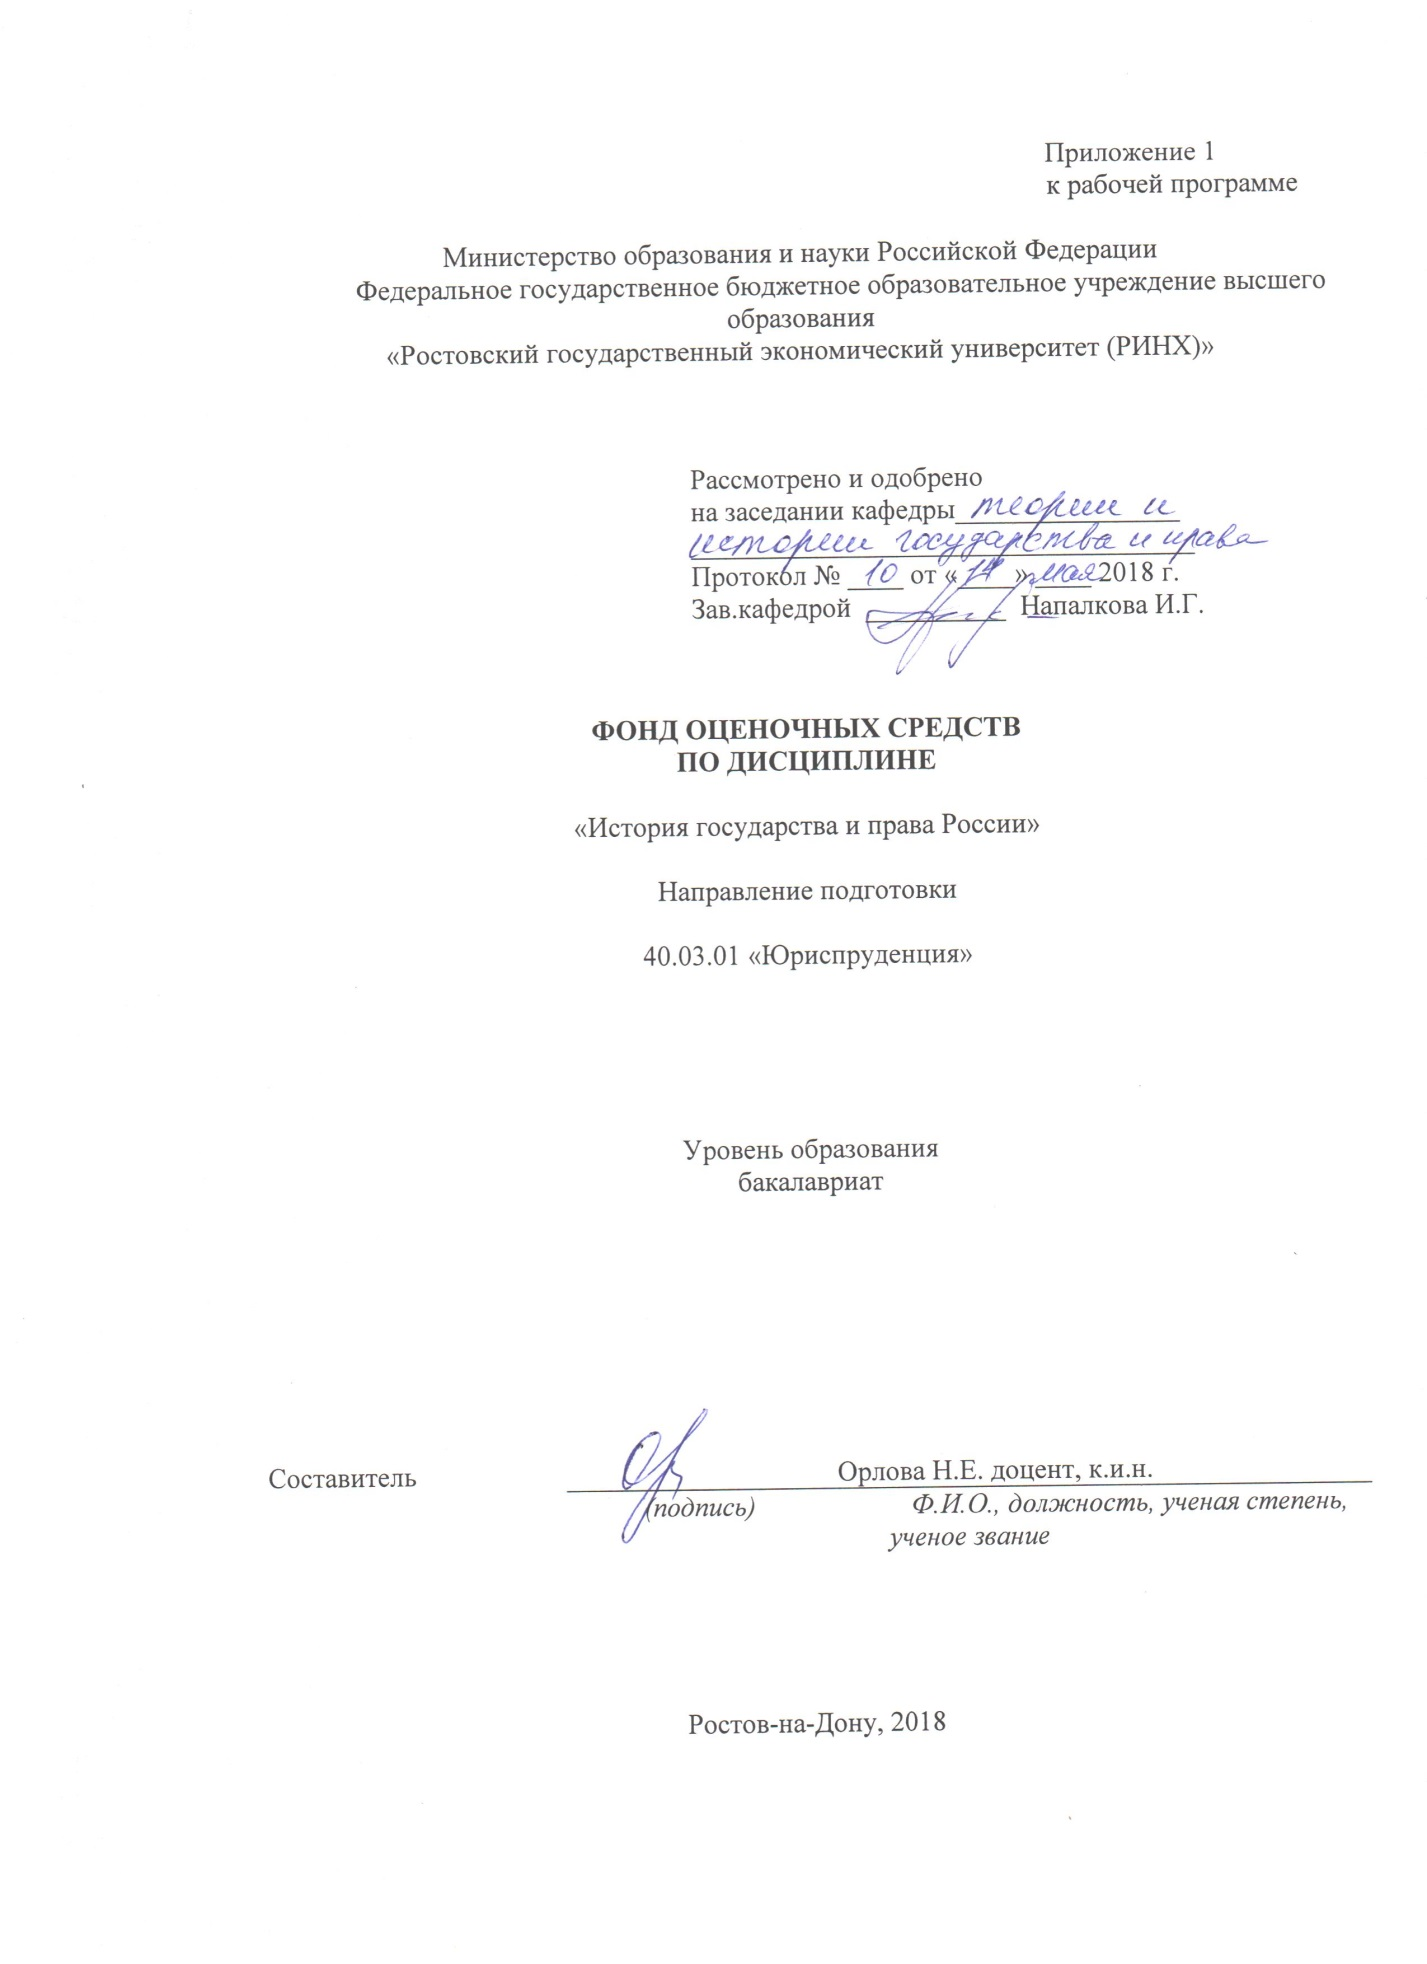 Приложение 1
к рабочей программе
Министерство образования и науки Российской Федерации
Федеральное государственное бюджетное образовательное учреждение высшего
образования
«Ростовский государственный экономический университет (РИНХ)»
Рассмотрено и одобрено
на заседании кафедры теории и
истории государства и права
Протокол № 10 от « » мая 2018 г.
Зав.кафедрой Напалкова И.Г.
ФОНД ОЦЕНОЧНЫХ СРЕДСТВ
ПО ДИСЦИПЛИНЕ
«История государства и права России»
Направление подготовки
40.03.01 «Юриспруденция»
Уровень образования
бакалавриат
Составитель Орлова Н.Е. доцент, к.и.н.
(подпись) Ф.И.О., должность, ученая степень,
ученое звание
Ростов-на-Дону, 2018